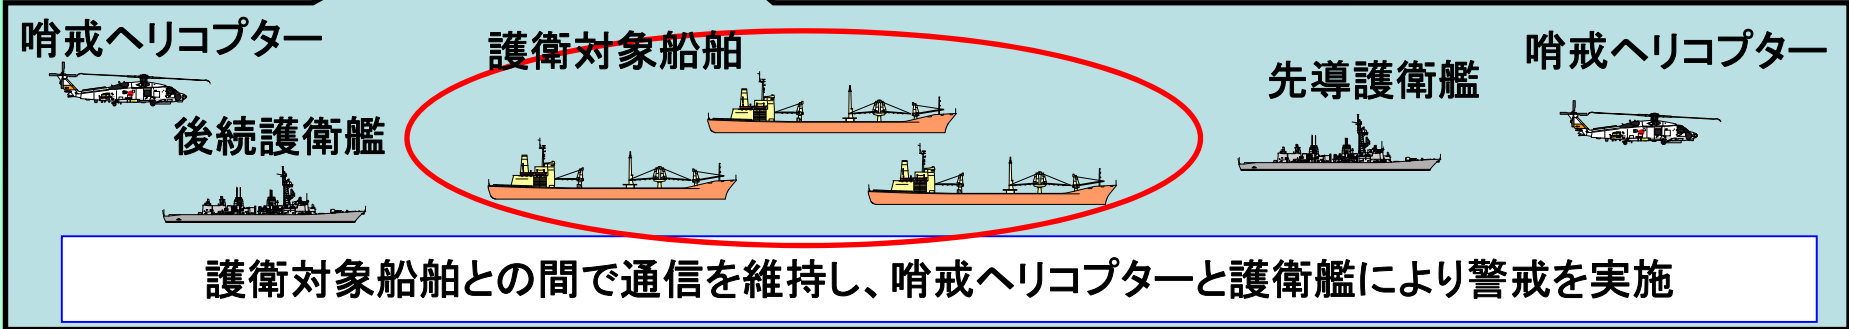 哨戒ヘリコプター
護衛対象船舶
哨戒ヘリコプター
先導護衛艦
後続護衛艦
護衛対象船舶との間で通信を維持し、哨戒ヘリコプターと護衛艦により警戒を実施